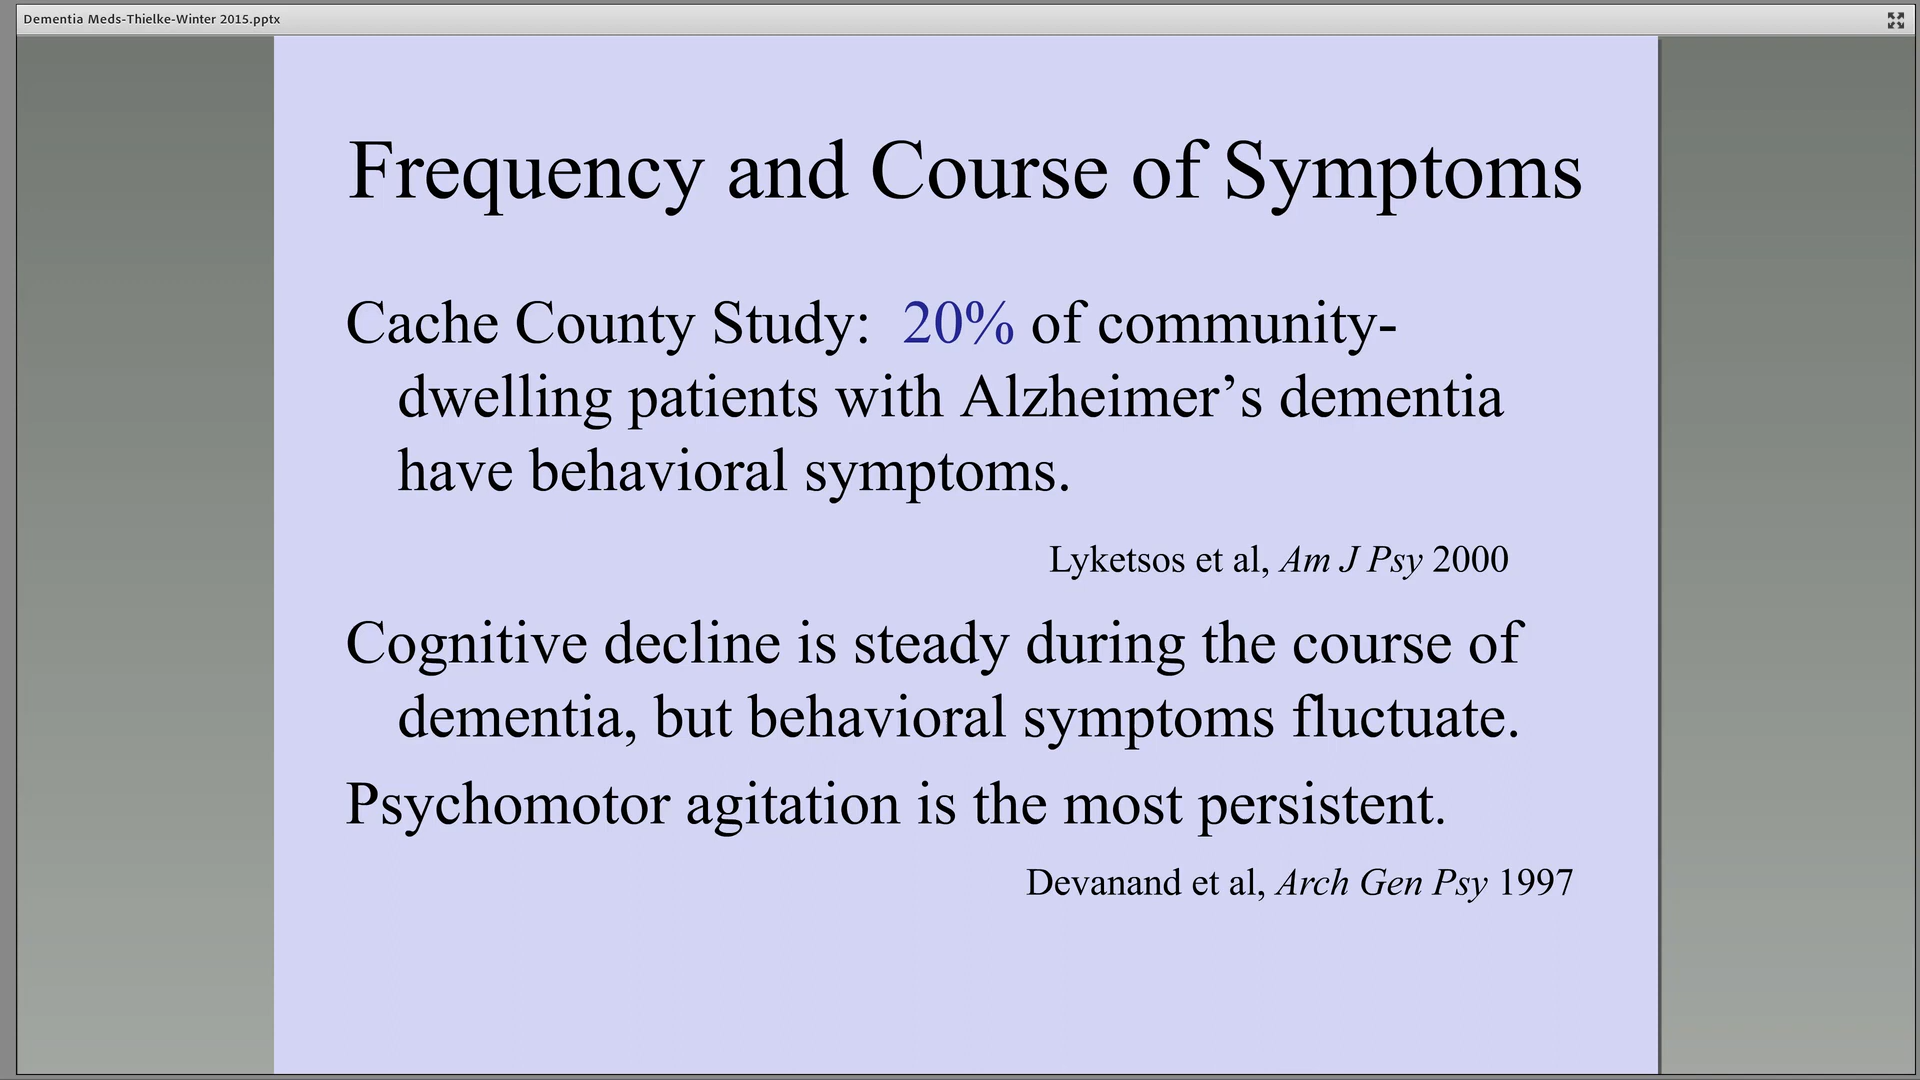 Dementia Meds-Thielke-Winter 2015.pptx
Frequency and Course of Symptoms
Cache County Study:  20% of community-
dwelling patients with Alzheimer’s dementia
have behavioral symptoms.
Lyketsos et al, Am J Psy 2000
Cognitive decline is steady during the course of
dementia, but behavioral symptoms fluctuate.
Psychomotor agitation is the most persistent.
Devanand et al, Arch Gen Psy 1997